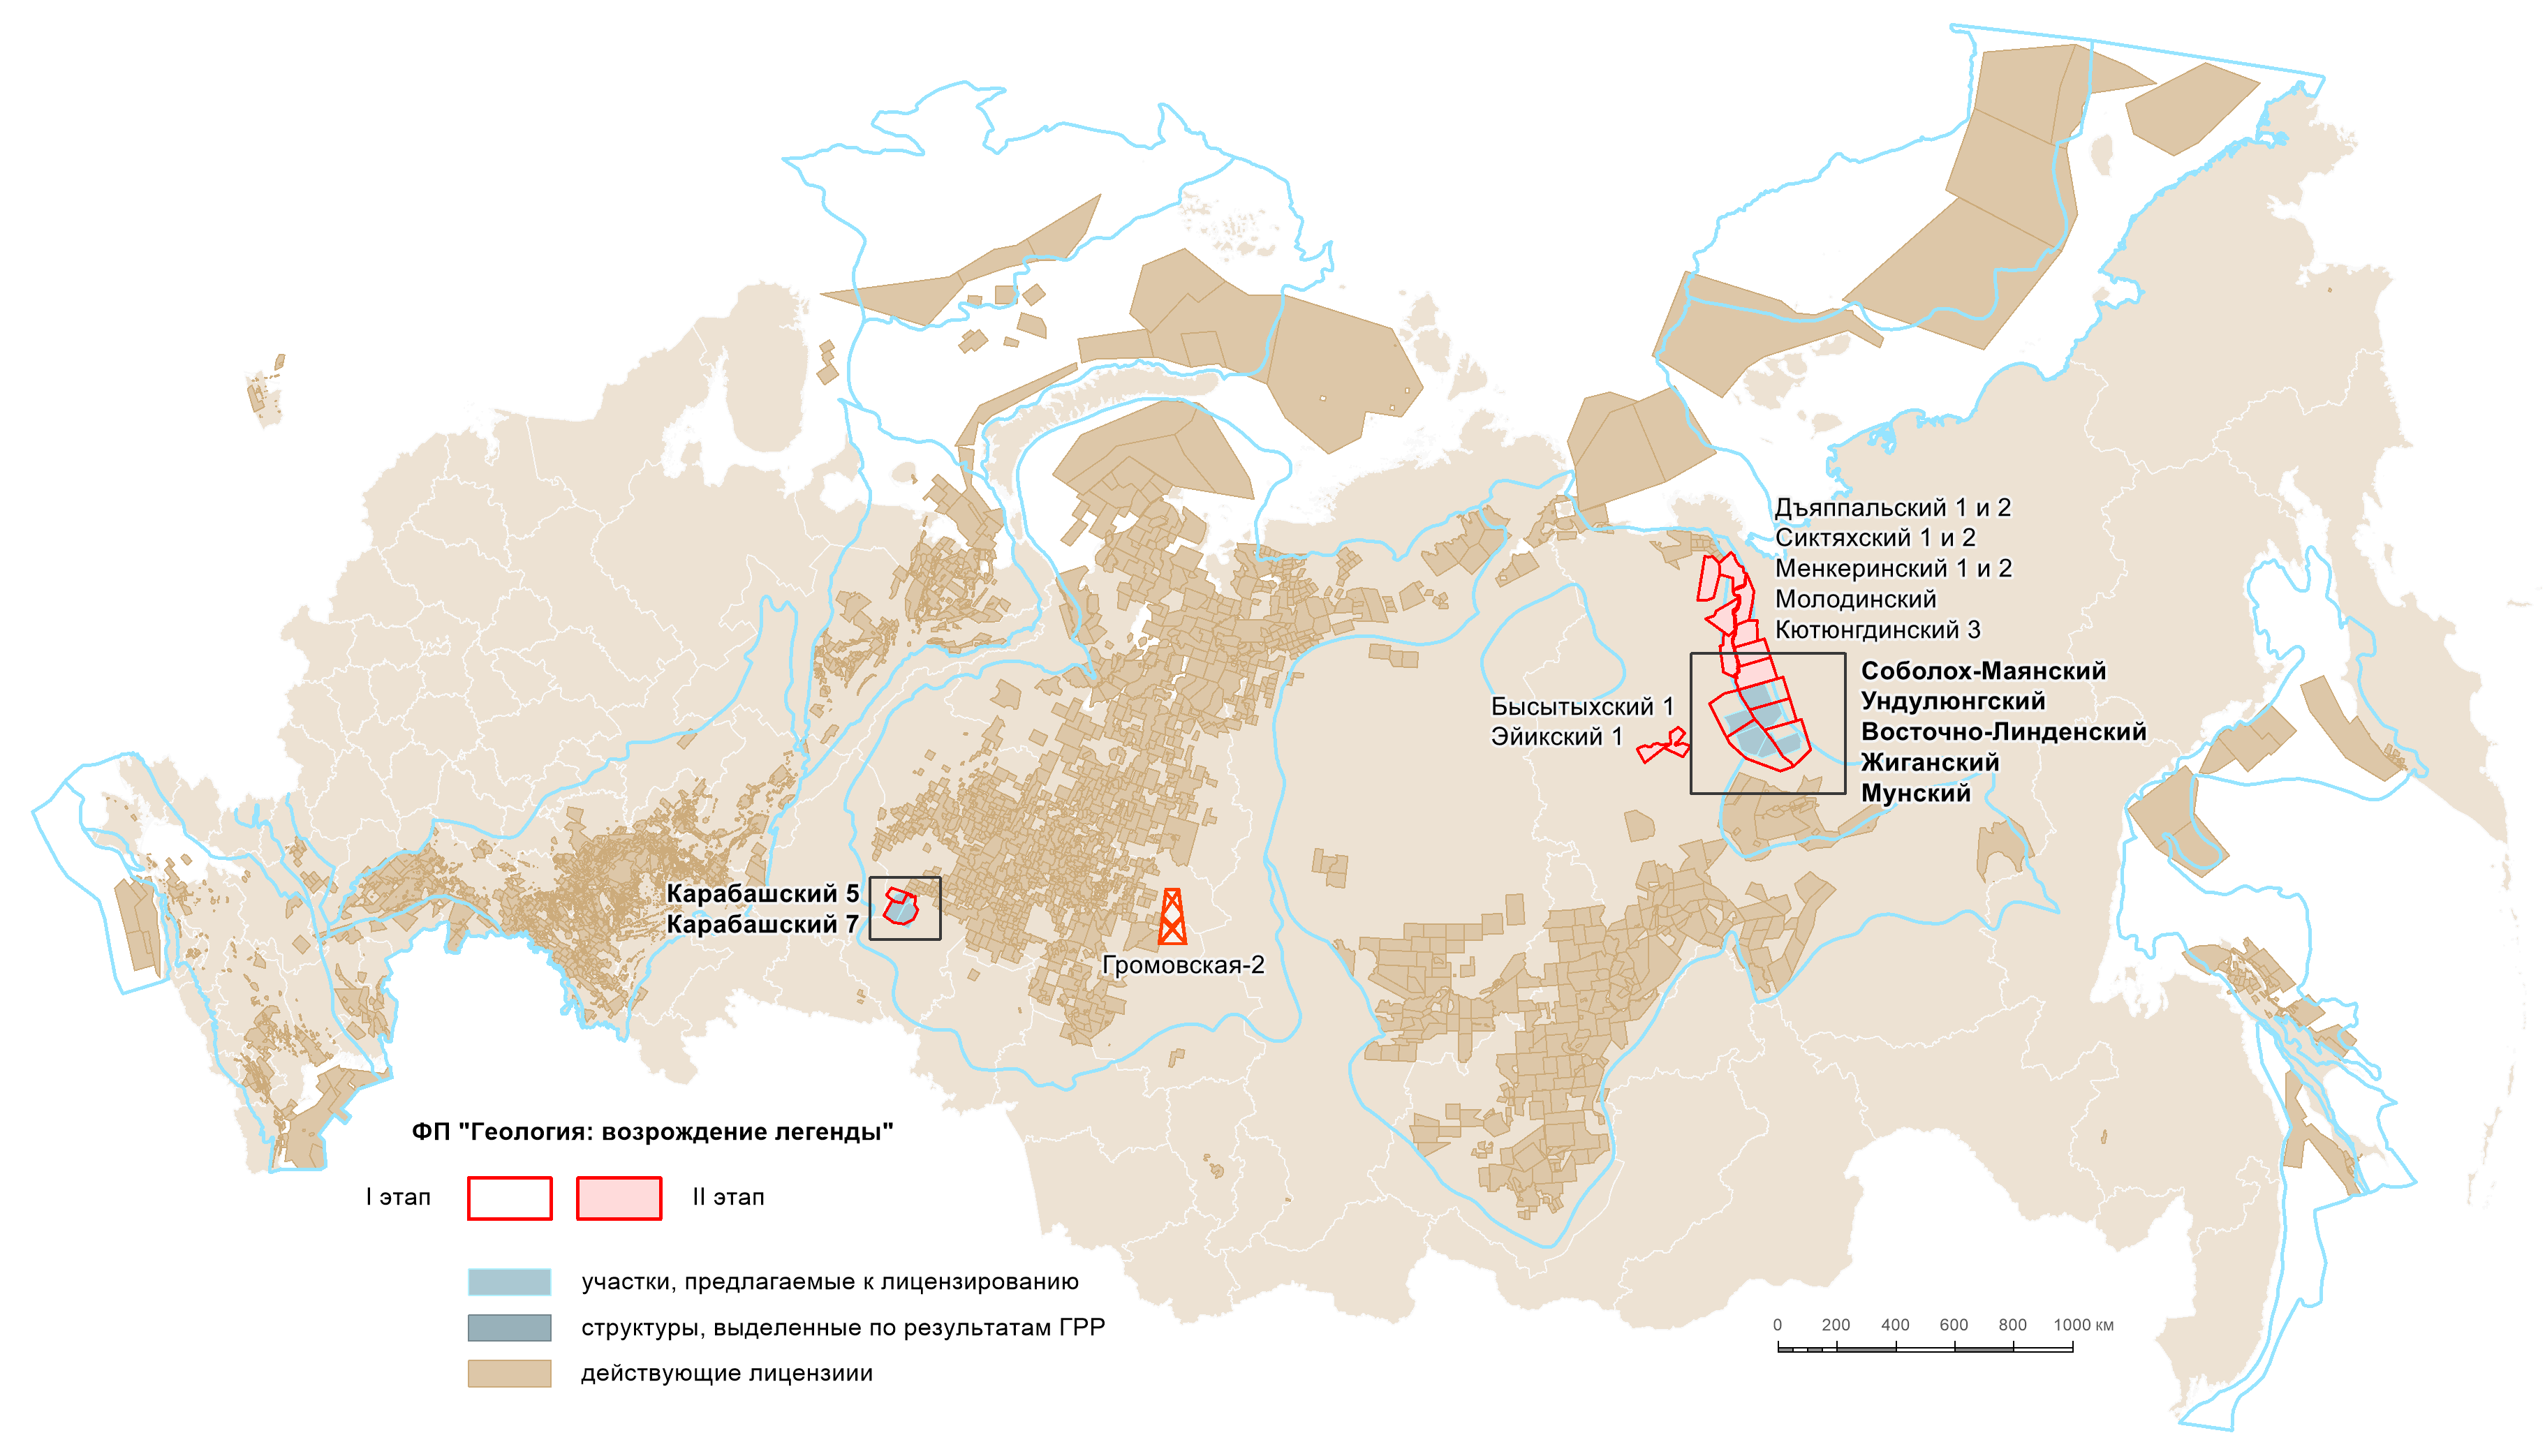 Дъяппальский 1 и 2
Сиктяхский 1 и 2
Менкеринский 1 и 2
Молодинский
Кютюнгдинский 3
Соболох-Маянский
Ундулюнгский
Восточно-Линденский
Жиганский
Мунский
Бысытыхский 1
Эйикский 1
Карабашский 5
Карабашский 7
Громовская-2
ФП "Геология: возрождение легенды"
I этап
II этап
участки, предлагаемые к лицензированию
структуры, выделенные по результатам ГРР
действующие лицензиии
0 200 400 600 800 1000 км